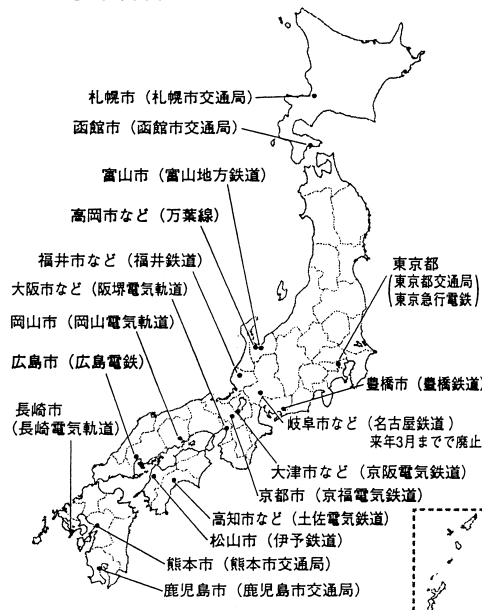 札幌市（札幌市交通局）
函館市（函館市交通局）
富山市（富山地方鉄道）
高岡市など（万葉線）
福井市など（福井鉄道）
大阪市など（阪堺電気軌道）
岡山市（岡山電気軌道）
広島市（広島電鉄）
長崎市
（長崎電気軌道）
東京都
（東京都交通局
東京急行電鉄）
豊橋市（豊橋鉄道）
岐阜市など（名古屋鉄道）
来年3月までで廃止
大津市など（京阪電気鉄道）
京都市（京福電気鉄道）
高知市など（土佐電気鉄道）
松山市（伊予鉄道）
熊本市（熊本市交通局）
鹿児島市（鹿児島市交通局）